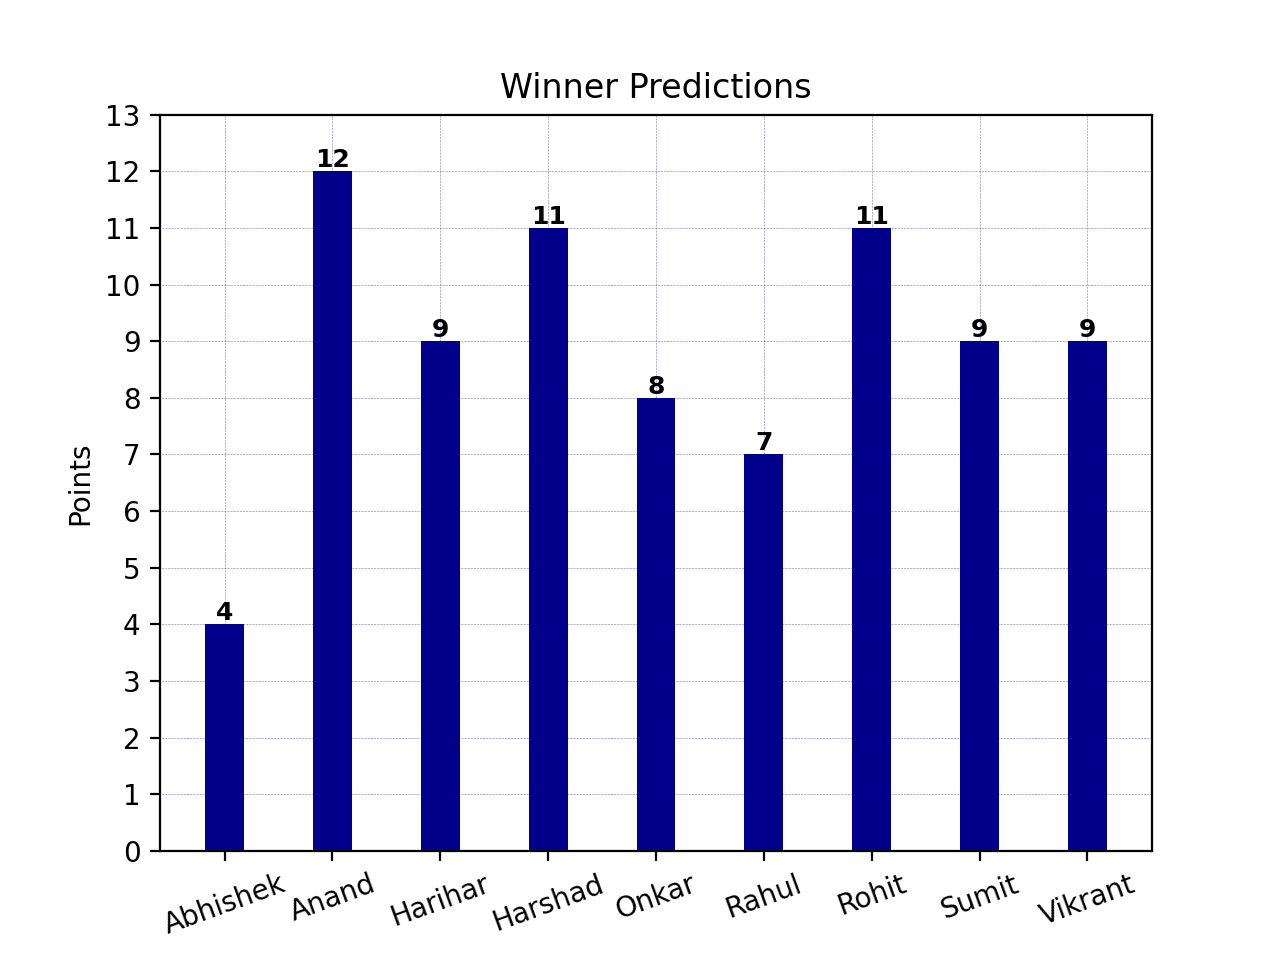 Winner Predictions
Points
13
12
11
10
9
8
7
6
5
4
3
2
1
0
4
12
9
11
8
7
11
9
9
Abhishek
Anand
Harihar
Harshad
Onkar
Rahul
Rohit
Sumit
Vikrant